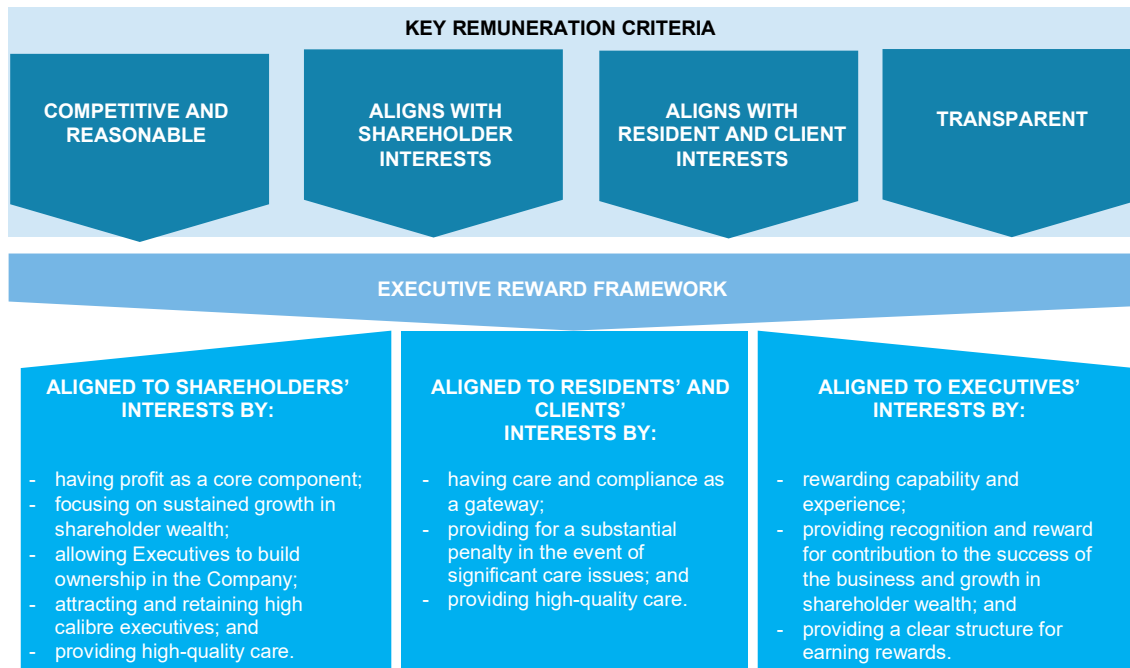 KEY REMUNERATION CRITERIA
COMPETITIVE AND
REASONABLE
ALIGNS WITH
SHAREHOLDER
INTERESTS
ALIGNS WITH
RESIDENT AND CLIENT
INTERESTS
TRANSPARENT
EXECUTIVE REWARD FRAMEWORK
ALIGNED TO SHAREHOLDERS’
INTERESTS BY:
- having profit as a core component;
- focusing on sustained growth in
shareholder wealth;
- allowing Executives to build
ownership in the Company;
- attracting and retaining high
calibre executives; and
- providing high-quality care.
ALIGNED TO RESIDENTS’ AND
CLIENTS’
INTERESTS BY:
- having care and compliance as
a gateway;
- providing for a substantial
penalty in the event of
significant care issues; and
- providing high-quality care.
ALIGNED TO EXECUTIVES’
INTERESTS BY:
- rewarding capability and
experience;
- providing recognition and reward
for contribution to the success of
the business and growth in
shareholder wealth; and
- providing a clear structure for
earning rewards.